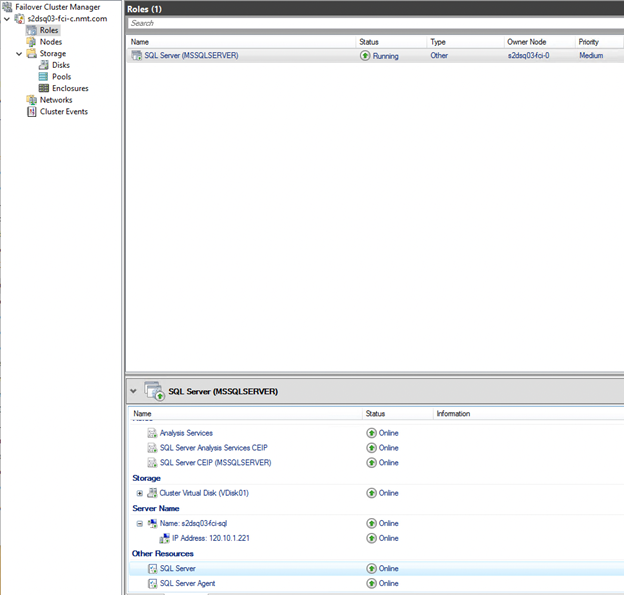 Failover Cluster Manager
s2dsq03-fci-c.nmt.com
Roles
Nodes
Storage
Disks
Pools
Enclosures
Networks
Cluster Events
Roles (1)
Search
Name Status Type Owner Node Priority
SQL Server (MSSQLSERVER) Running Other s2dsq03-fci-0 Medium
SQL Server (MSSQLSERVER)
Name Status Information
Analysis Services Online
SQL Server Analysis Services CEIP Online
SQL Server CEIP (MSSQLSERVER) Online
Storage
Cluster Virtual Disk (VDisk01) Online
Server Name
Name: s2dsq03-fci-sql Online
IP Address: 120.10.1.221 Online
Other Resources
SQL Server Online
SQL Server Agent Online